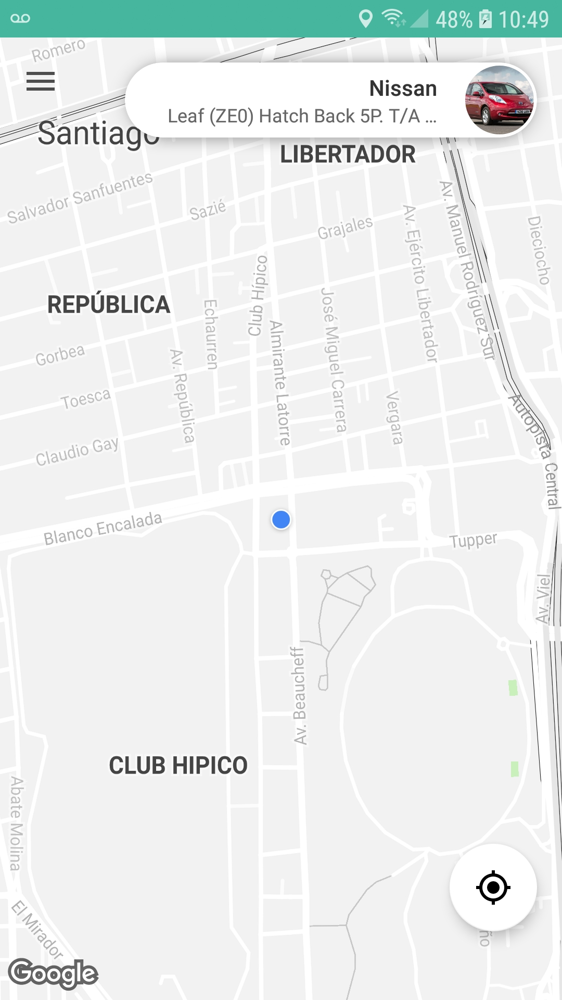 48% 10:49
Romero
Nissan
Leaf (ZE0) Hatch Back 5P. T/A ...
Santiago
LIBERTADOR
Salvador Sanfuentes
Sazié
Grajales
Av. Manuel Rodríguez Sur
Av. Ejército Libertador
Dieciocho
Club Hípico
REPÚBLICA
Echaurren
José Miguel Carrera
Almirante Latorre
Gorbea
Av. República
Toesca
Vergara
Autopista Central
Claudio Gay
Blanco Encalada
Tupper
Av. Viel
Av. Beaucheff
CLUB HIPICO
Abate Molina
El Mirador
ño
Google